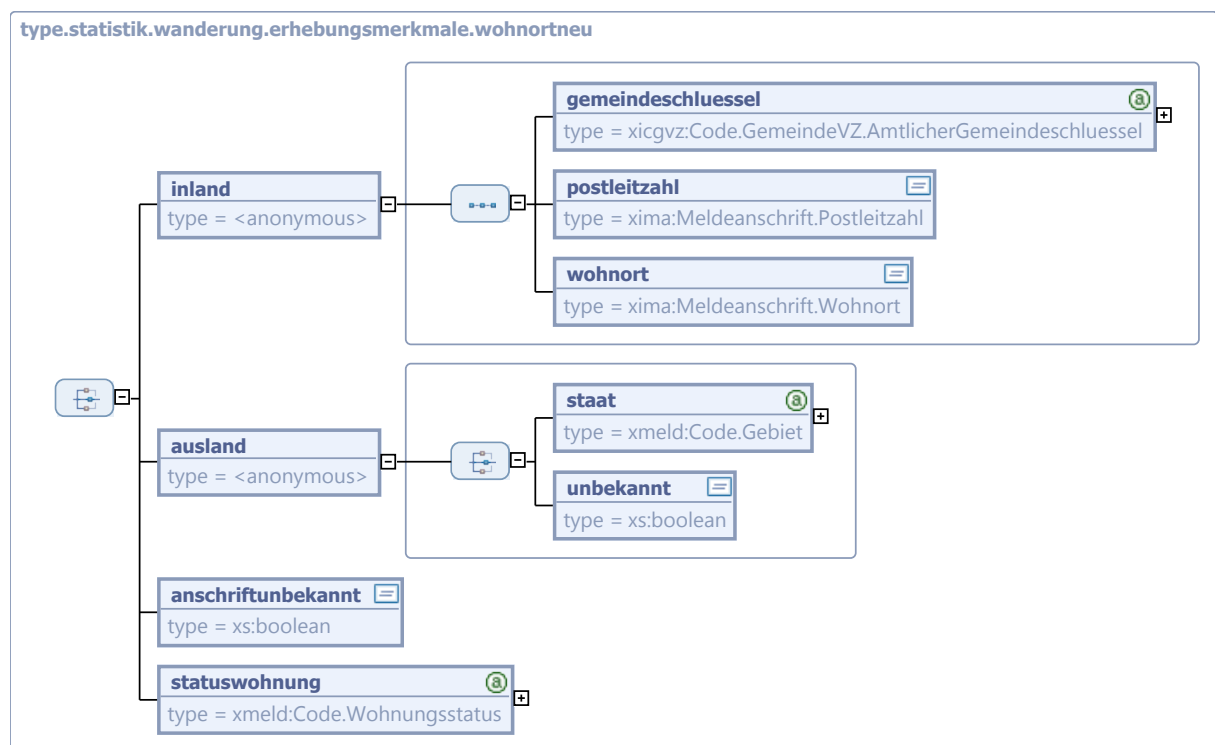 type.statistik.wanderung.erhebungsmerkmale.wohnortneu
gemeindeschluessel
type = xicgvz:Code.GemeindeVZ.AmtlicherGemeindeschluessel
inland
type = <anonymous>
postleitzahl
type = xima:Meldeanschrift.Postleitzahl
wohnort
type = xima:Meldeanschrift.Wohnort
staat
type = xmeld:Code.Gebiet
ausland
type = <anonymous>
unbekannt
type = xs:boolean
anschriftunbekannt
type = xs:boolean
statuswohnung
type = xmeld:Code.Wohnungsstatus